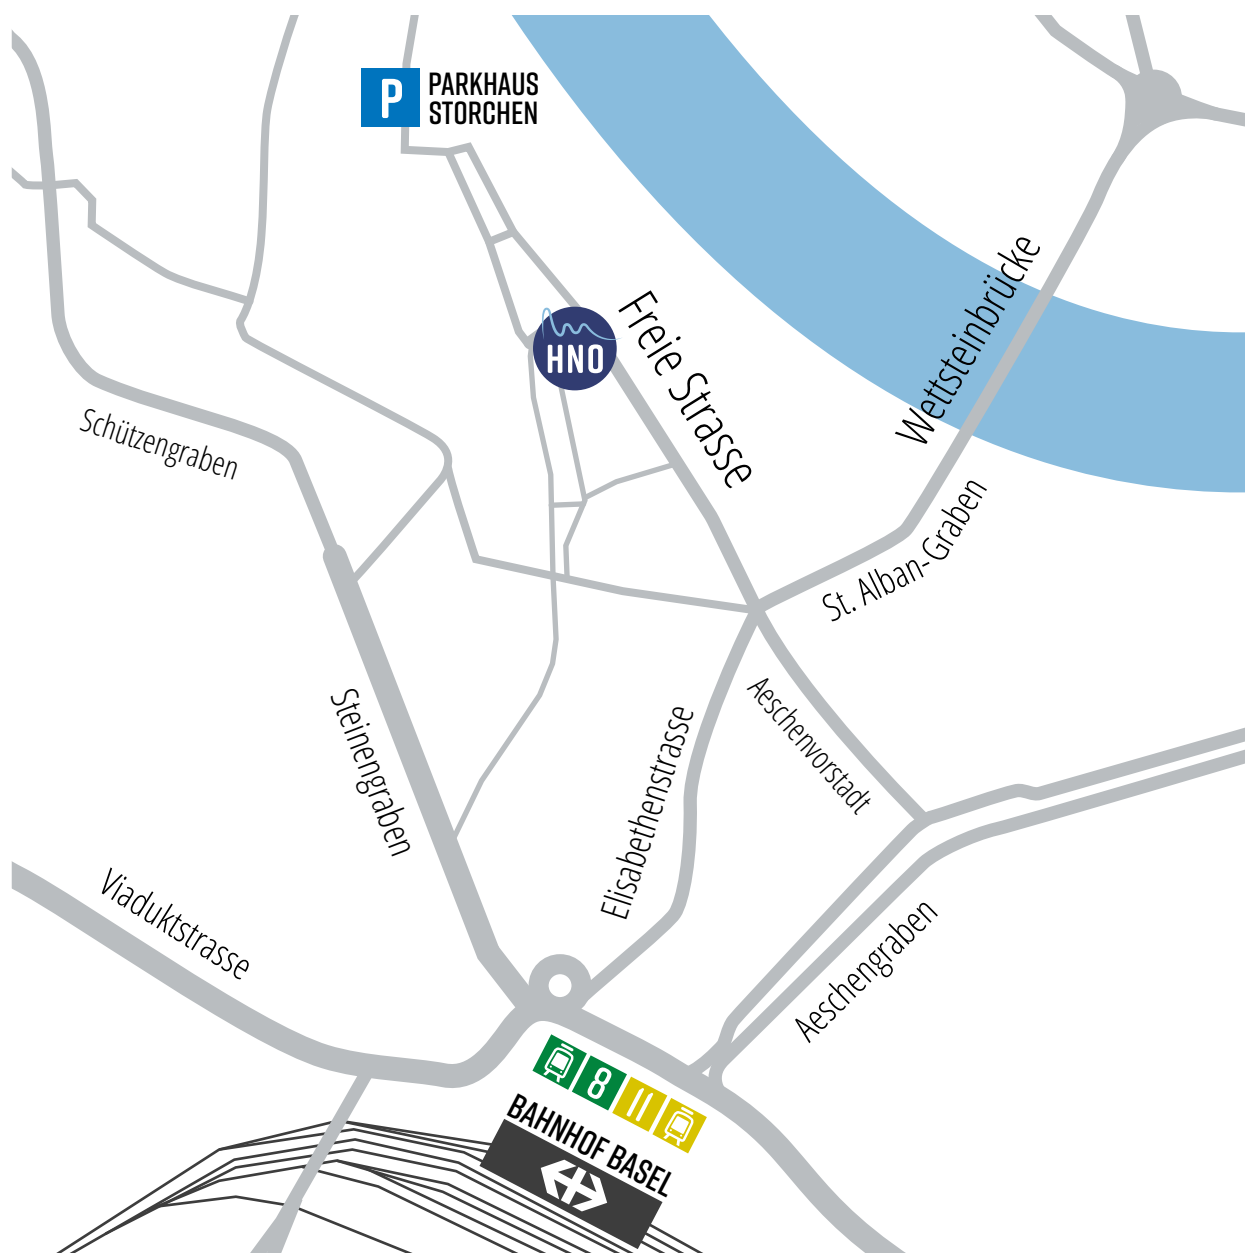 P
PARKHAUS
STORCHEN
HNO
Freie Strasse
Wettsteinbrücke
Schützengraben
St. Alban-Graben
Steinengraben
Elisabethenstrasse
Aeschenvorstadt
Viaduktstrasse
Aeschengraben
8 11
BAHNHOF BASEL